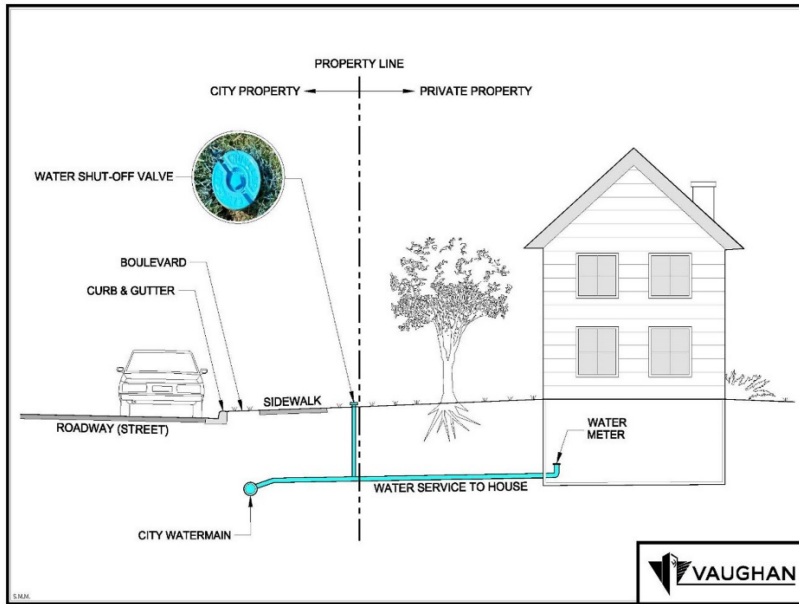 PROPERTY LINE
CITY PROPERTY
PRIVATE PROPERTY
WATER SHUT-OFF VALVE
BOULEVARD
CURB & GUTTER
SIDEWALK
ROADWAY (STREET)
WATER
METER
WATER SERVICE TO HOUSE
CITY WATERMAIN
VAUGHAN
S.M.M.